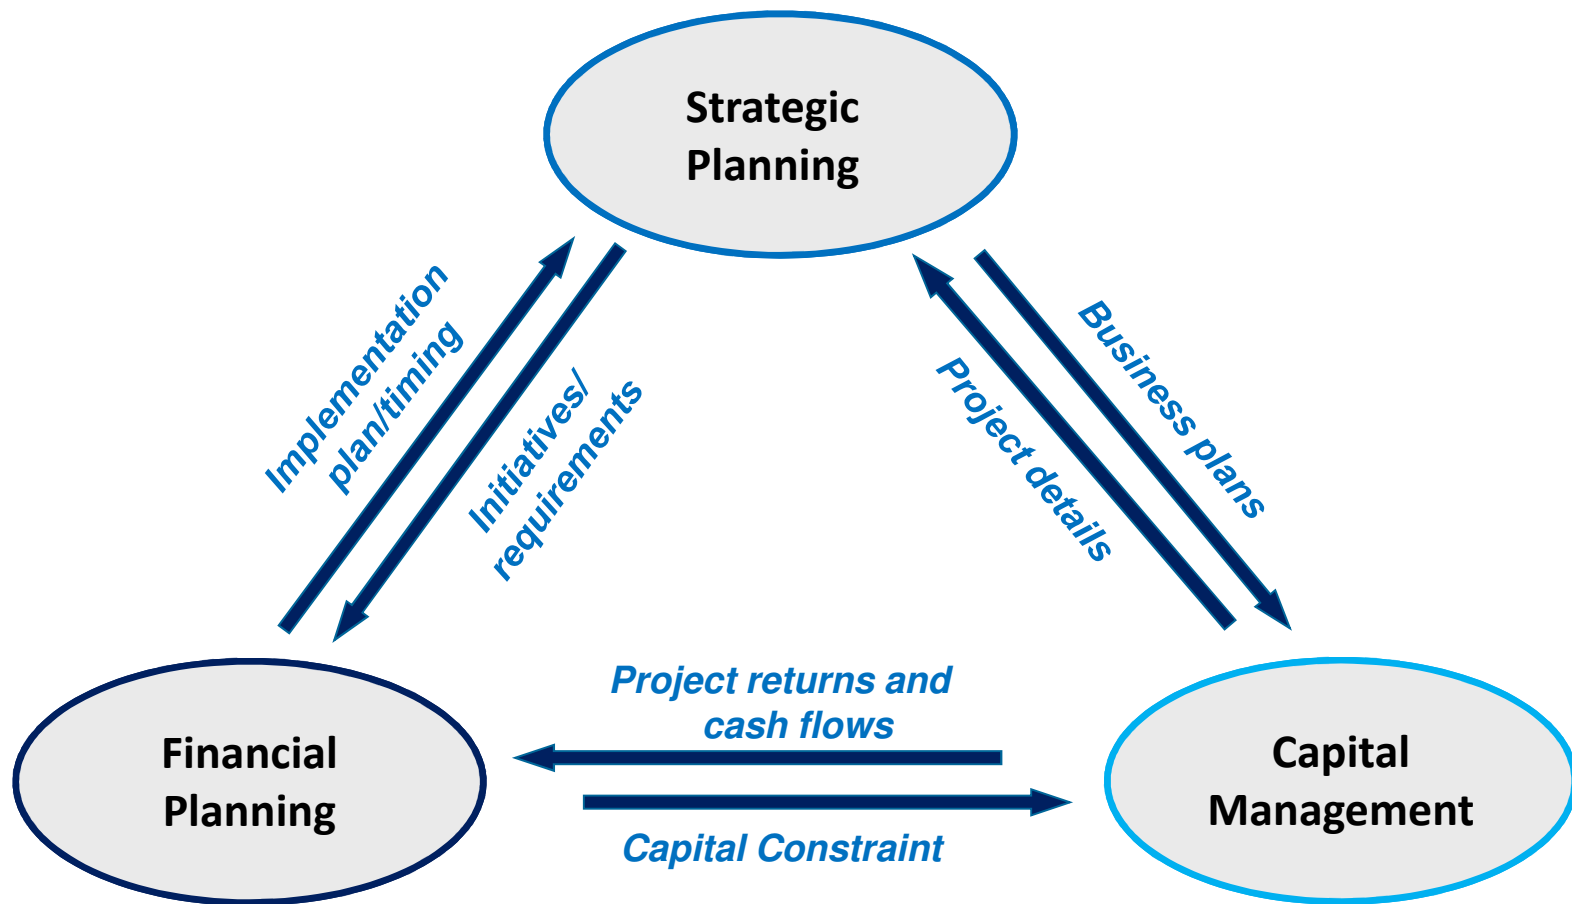 Strategic
Planning
Implementation
plan/timing
Initiatives/
requirements
Business plans
Project details
Project returns and
cash flows
Financial
Planning
Capital
Management
Capital Constraint